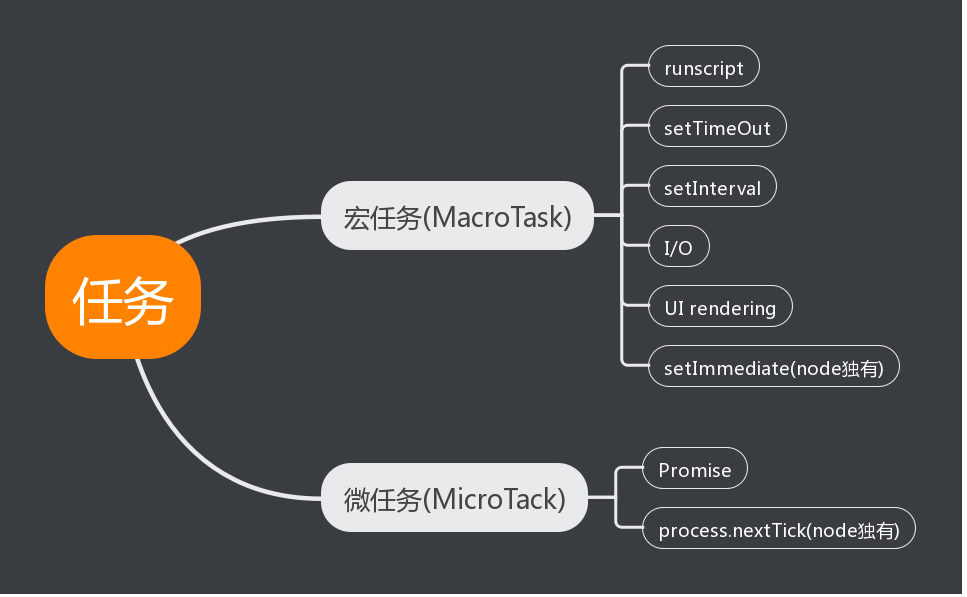 任务
宏任务(MacroTask)
runscript
setTimeOut
setInterval
I/O
UI rendering
setImmediate(node独有)
微任务(MicroTack)
Promise
process.nextTick(node独有)